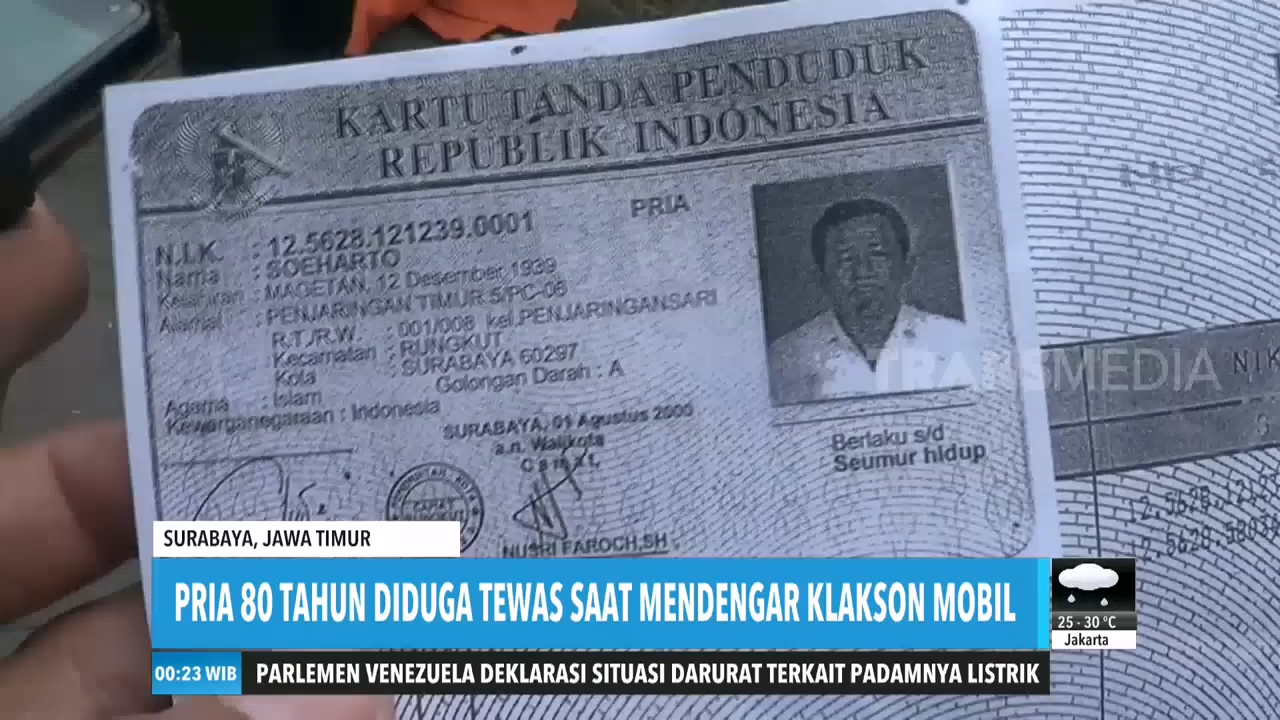 KARTU TANDA PENDUDUK
REPUBLIK INDONESIA
PRIA
N.I.K. : 12.5628.121239.0001
Nama : SOEHARTO
Kelahiran : MAGETAN, 12 Desember 1939
Alamat : PENJARINGAN TIMUR 5/PC-06
R.T./R.W. : 001/008 kel.PENJARINGANSARI
Kecamatan : RUNGKUT
Kota : SURABAYA 60297
Golongan Darah : A
Agama : Islam
Kewarganegaraan : Indonesia
SURABAYA, 01 Agustus 2000
a.n. Walikota
Camat,
NUSRI FAROCH,SH
Berlaku s/d
Seumur hidup
TRANSMEDIA
NIK
SURABAYA, JAWA TIMUR
PRIA 80 TAHUN DIDUGA TEWAS SAAT MENDENGAR KLAKSON MOBIL
25 - 30 °C
Jakarta
00:23 WIB
PARLEMEN VENEZUELA DEKLARASI SITUASI DARURAT TERKAIT PADAMNYA LISTRIK